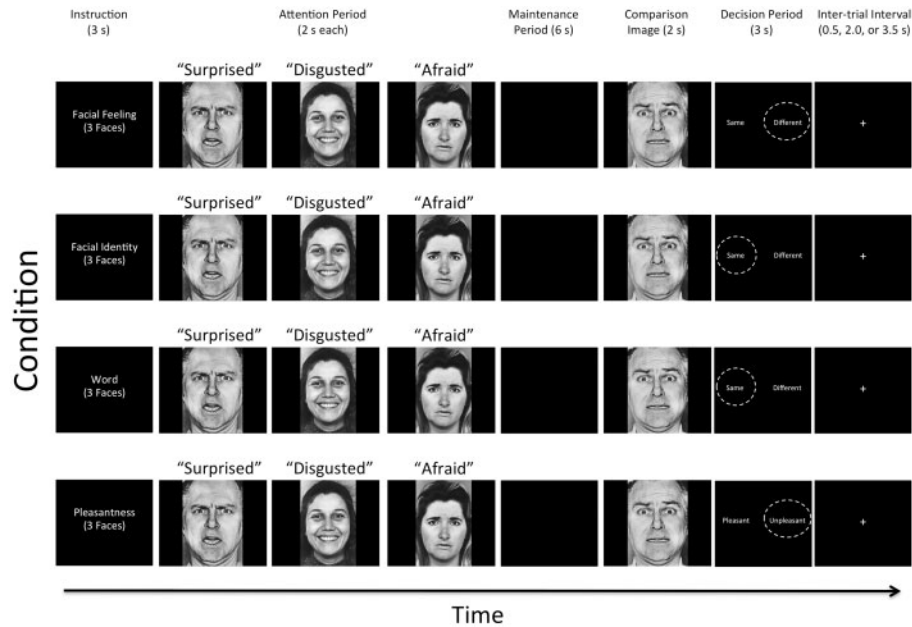 Instruction
(3 s)
Attention Period
(2 s each)
Maintenance
Period (6 s)
Comparison
Image (2 s)
Decision Period
(3 s)
Inter-trial Interval
(0.5, 2.0, or 3.5 s)
Condition
“Surprised” “Disgusted” “Afraid”
Facial Feeling
(3 Faces)
Same Different +
“Surprised” “Disgusted” “Afraid”
Facial Identity
(3 Faces)
Same Different +
“Surprised” “Disgusted” “Afraid”
Word
(3 Faces)
Same Different +
“Surprised” “Disgusted” “Afraid”
Pleasantness
(3 Faces)
Pleasant Unpleasant +
Time